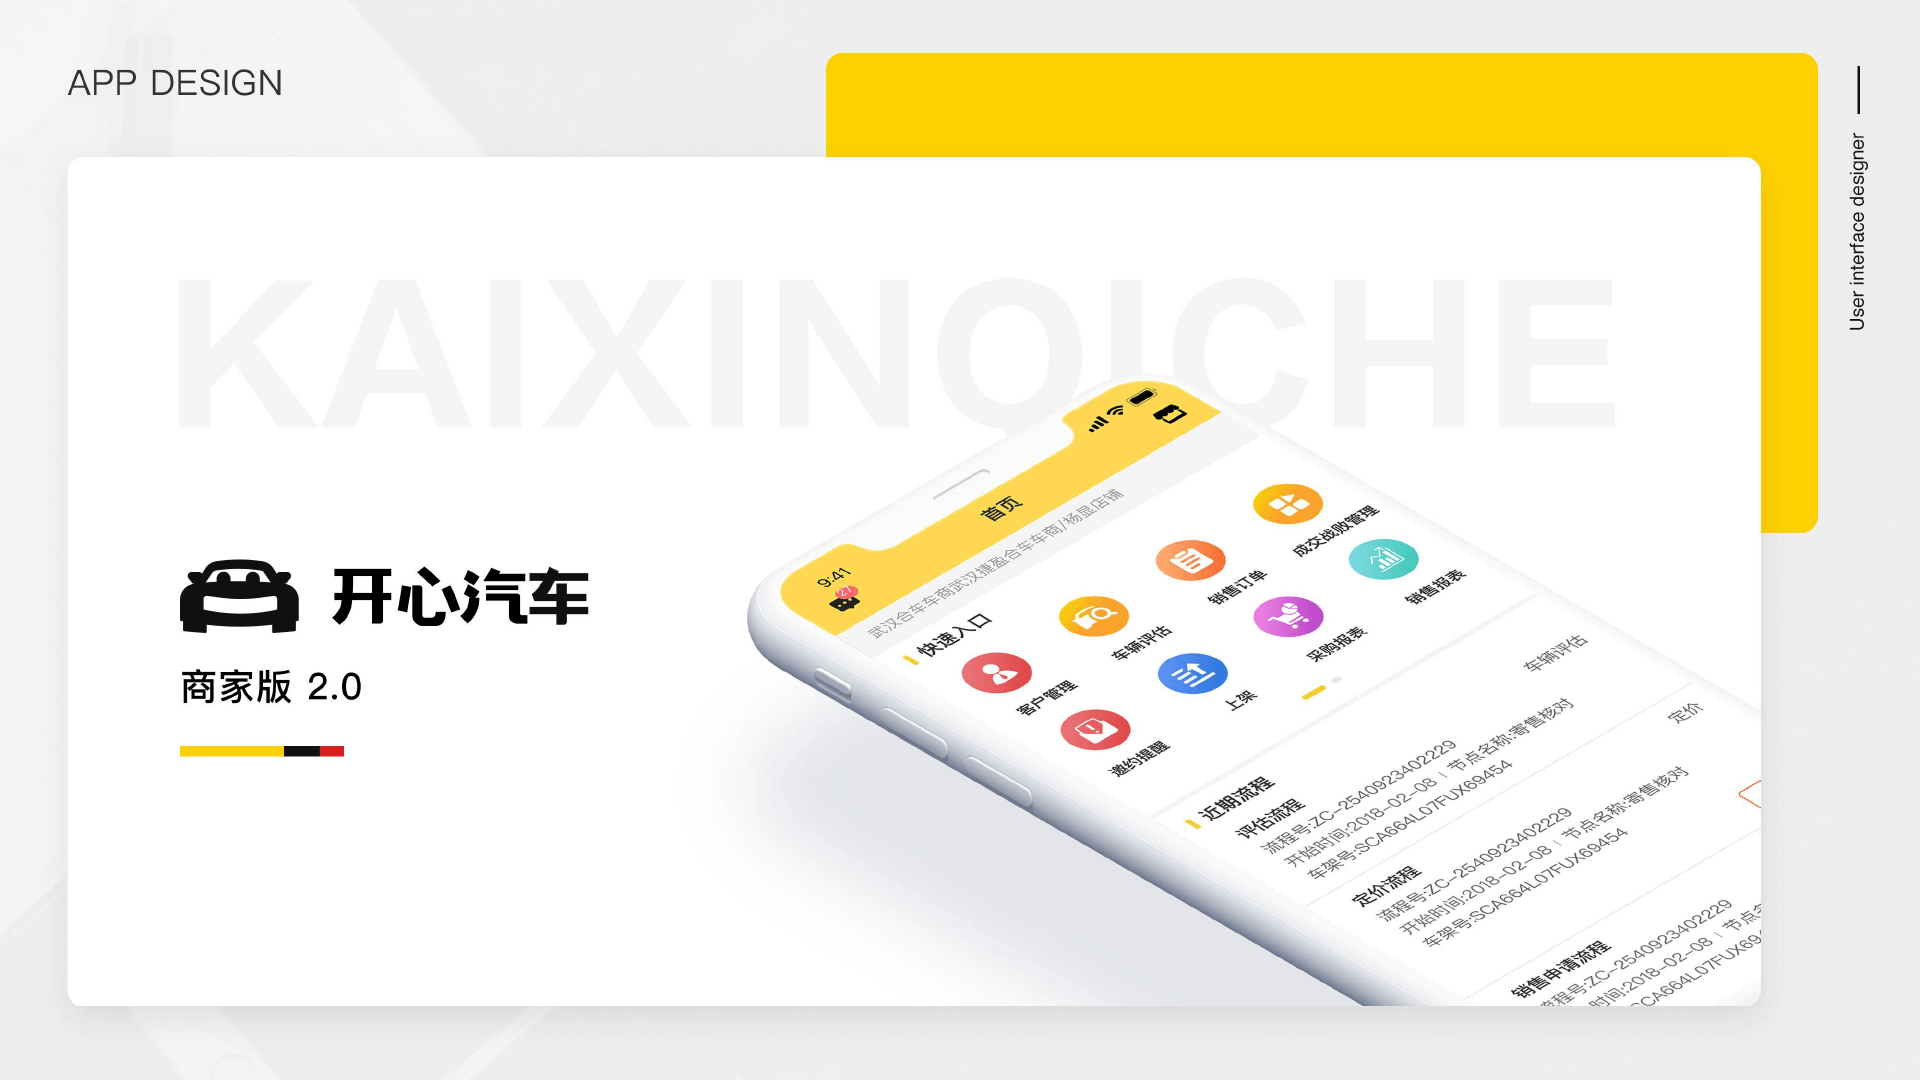 APP DESIGN
User interface designer
KAIXINQICHE
开心汽车
商家版 2.0
9:41
27
首页
武汉合车车商武汉捷盈合车车商/杨显店铺
快速入口
客户管理
车辆评估
销售订单
成交战败管理
邀约提醒
上架
采购报表
销售报表
近期流程
评估流程
车辆评估
流程号:ZC-2540923402229
开始时间:2018-02-08 | 节点名称:寄售核对
车架号:SCA664L07FUX69454
定价流程
定价
流程号:ZC-2540923402229
开始时间:2018-02-08 | 节点名称:寄售核对
车架号:SCA664L07FUX69454
销售申请流程
流程号:ZC-2540923402229
时间:2018-02-08 | 节点名
SCA664L07FUX694